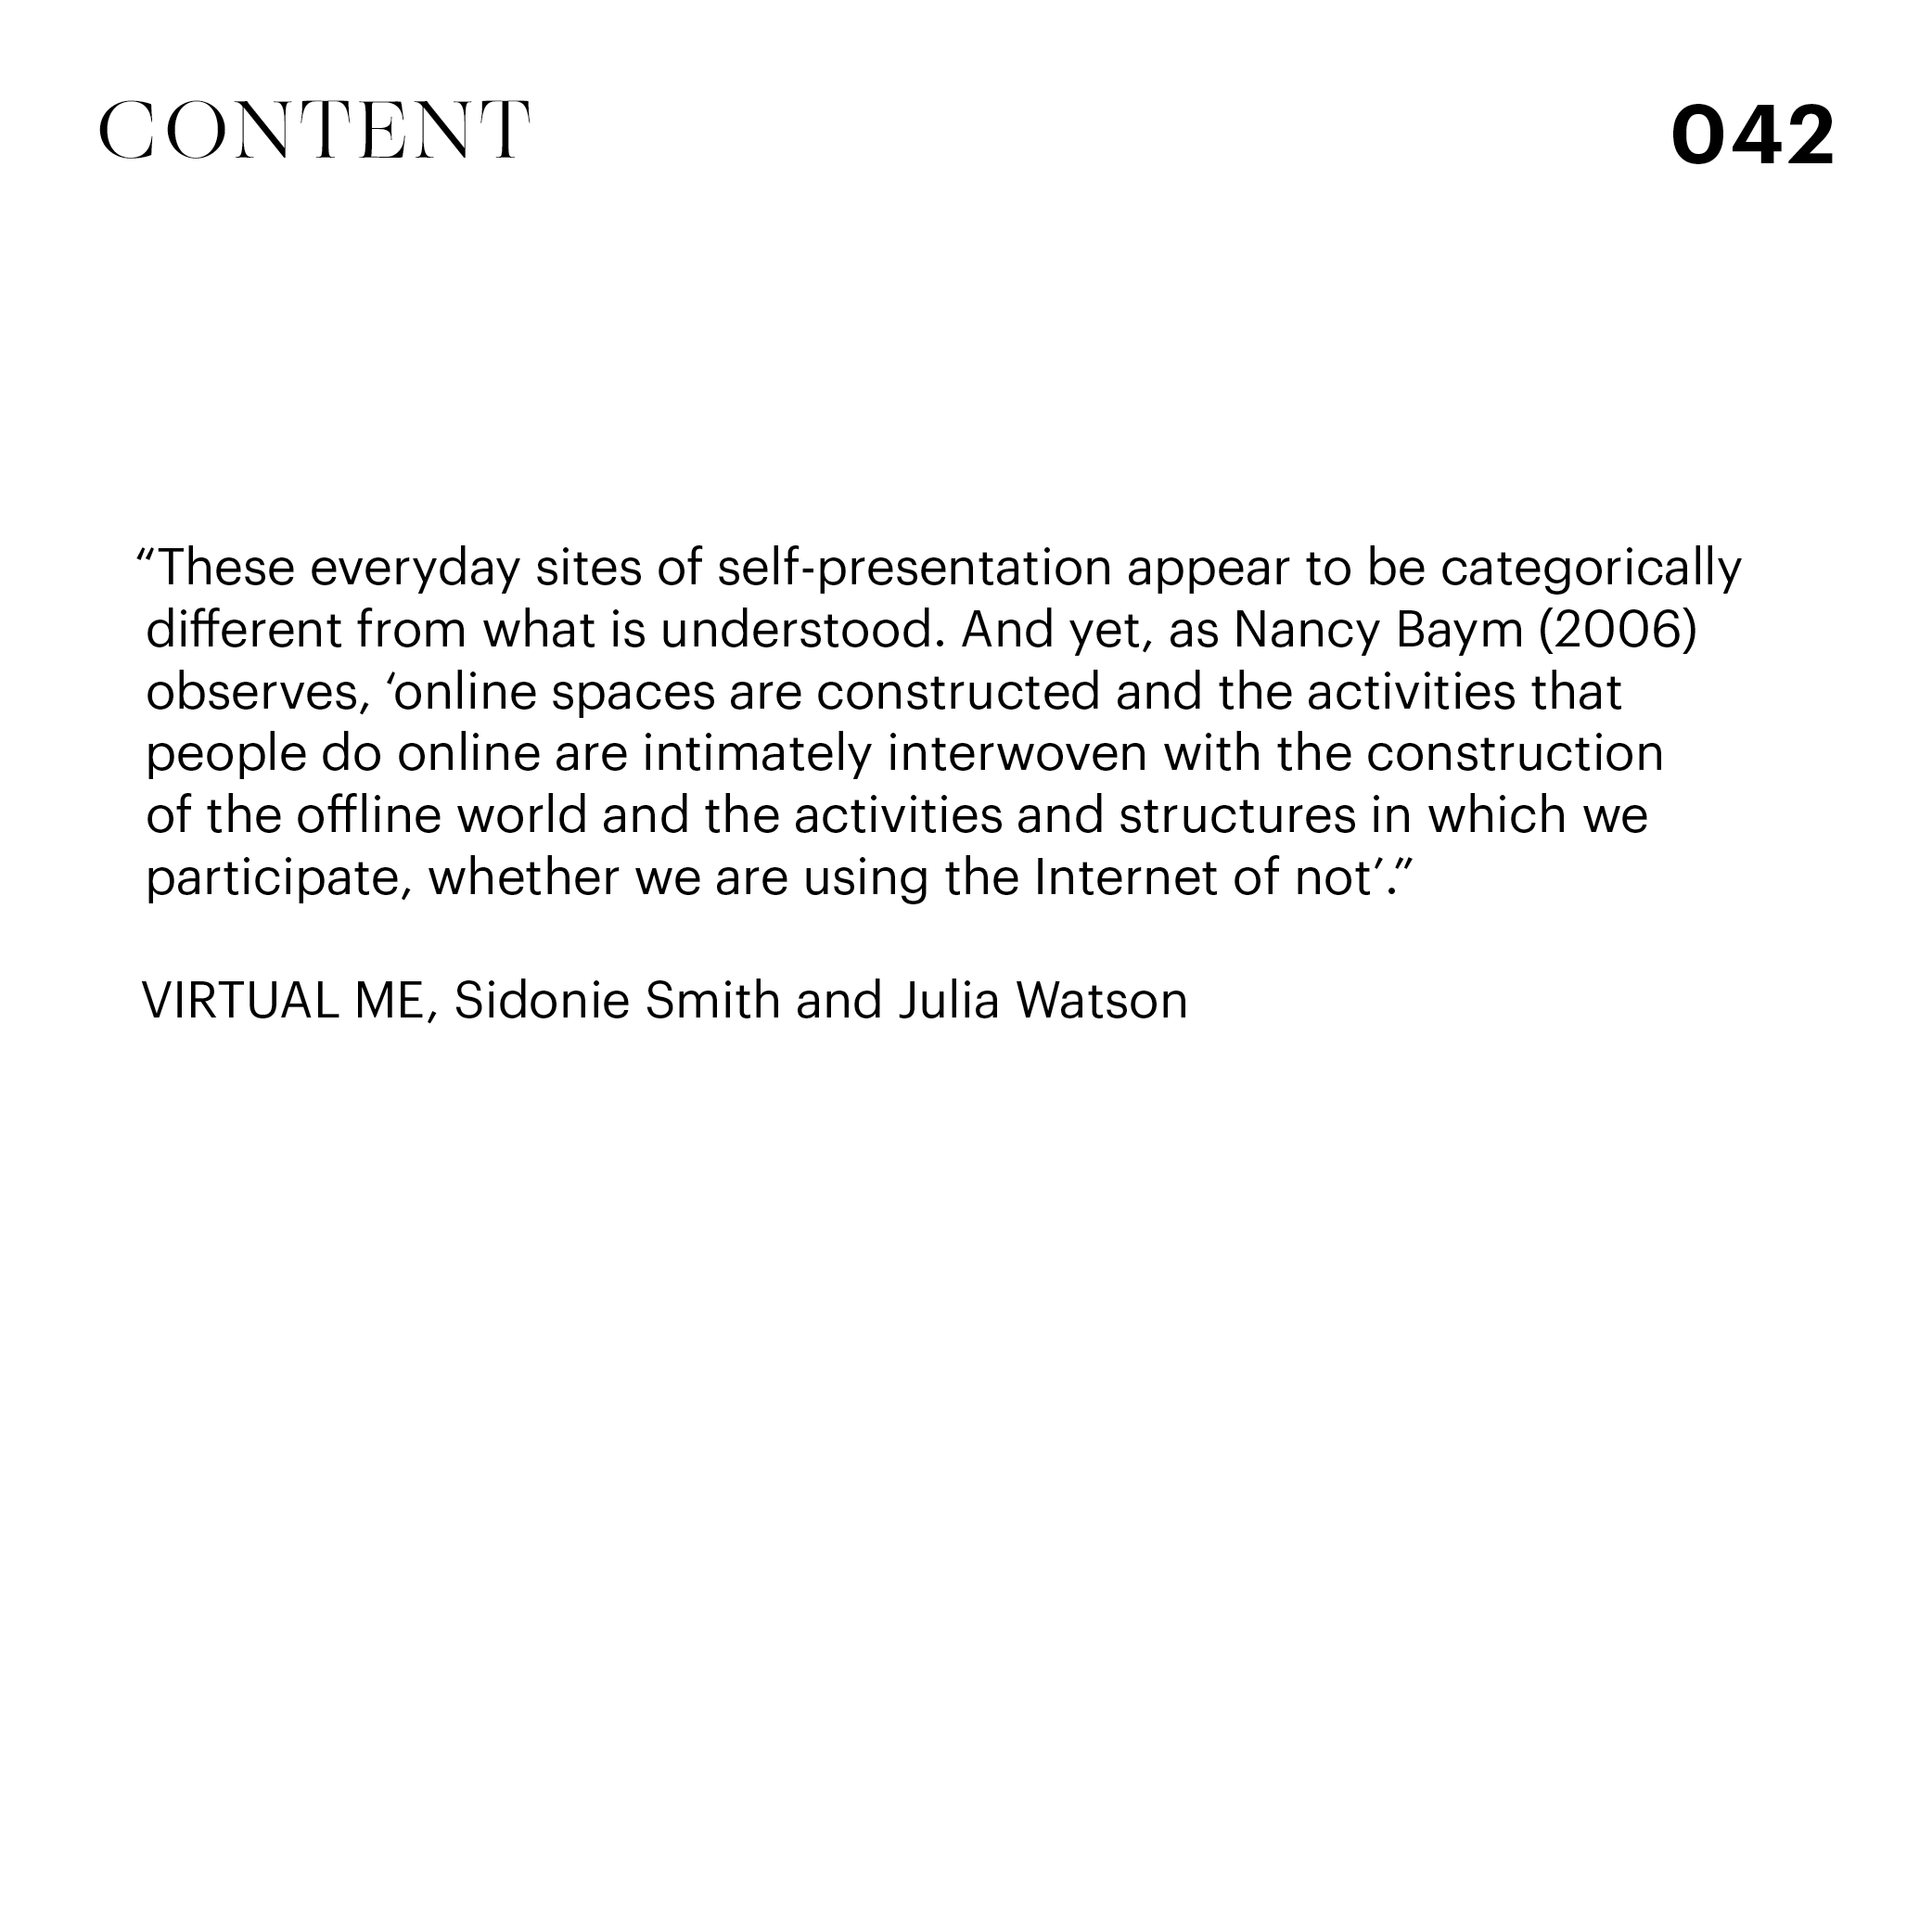 CONTENT
042
“These everyday sites of self-presentation appear to be categorically
different from what is understood. And yet, as Nancy Baym (2006)
observes, ‘online spaces are constructed and the activities that
people do online are intimately interwoven with the construction
of the offline world and the activities and structures in which we
participate, whether we are using the Internet of not’.”
VIRTUAL ME, Sidonie Smith and Julia Watson